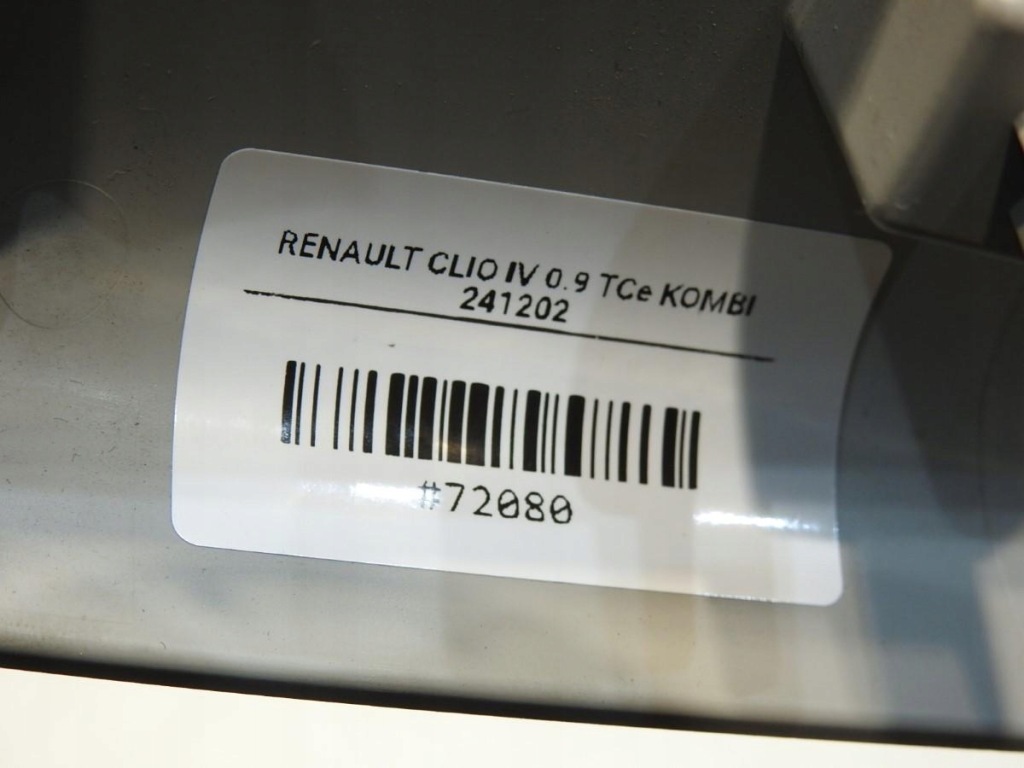 RENAULT CLIO IV 0.9 TCe KOMBI
241202
#72080